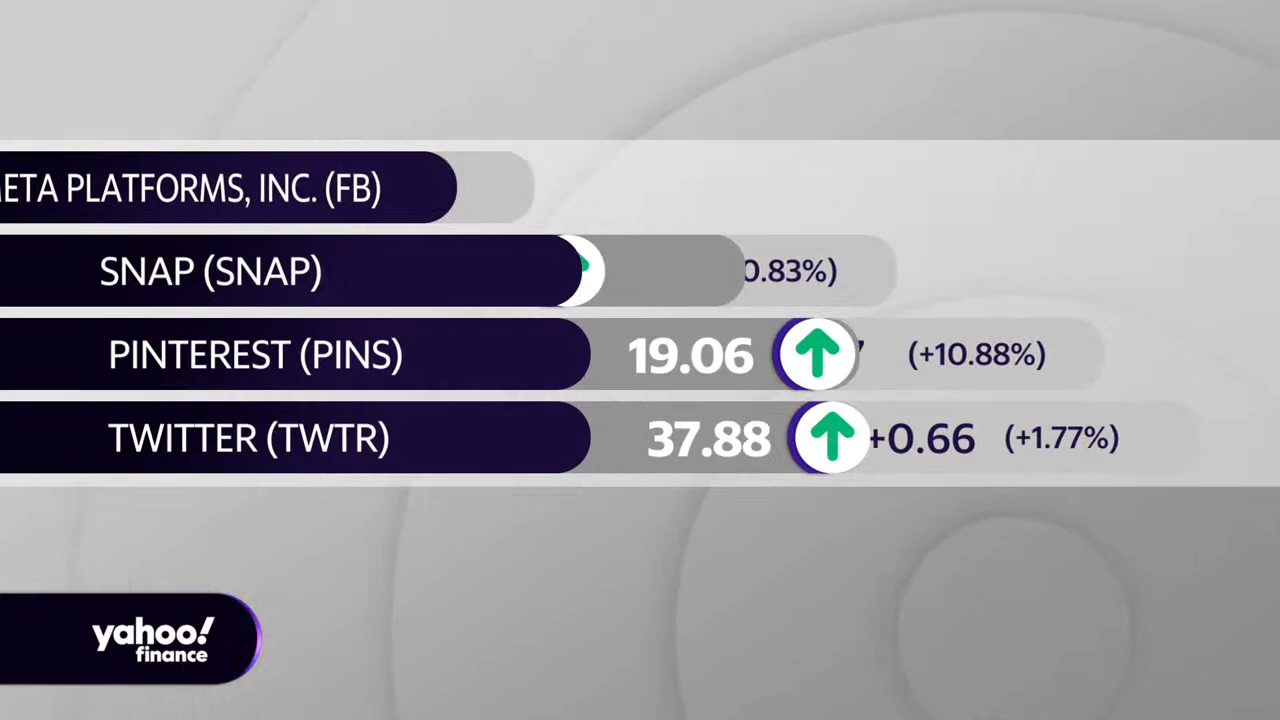 PLATFORMS, INC. (FB)
SNAP (SNAP) 0.83%)
PINTEREST (PINS) 19.06 (+10.88%)
TWITTER (TWTR) 37.88 +0.66 (+1.77%)
yahoo!
finance